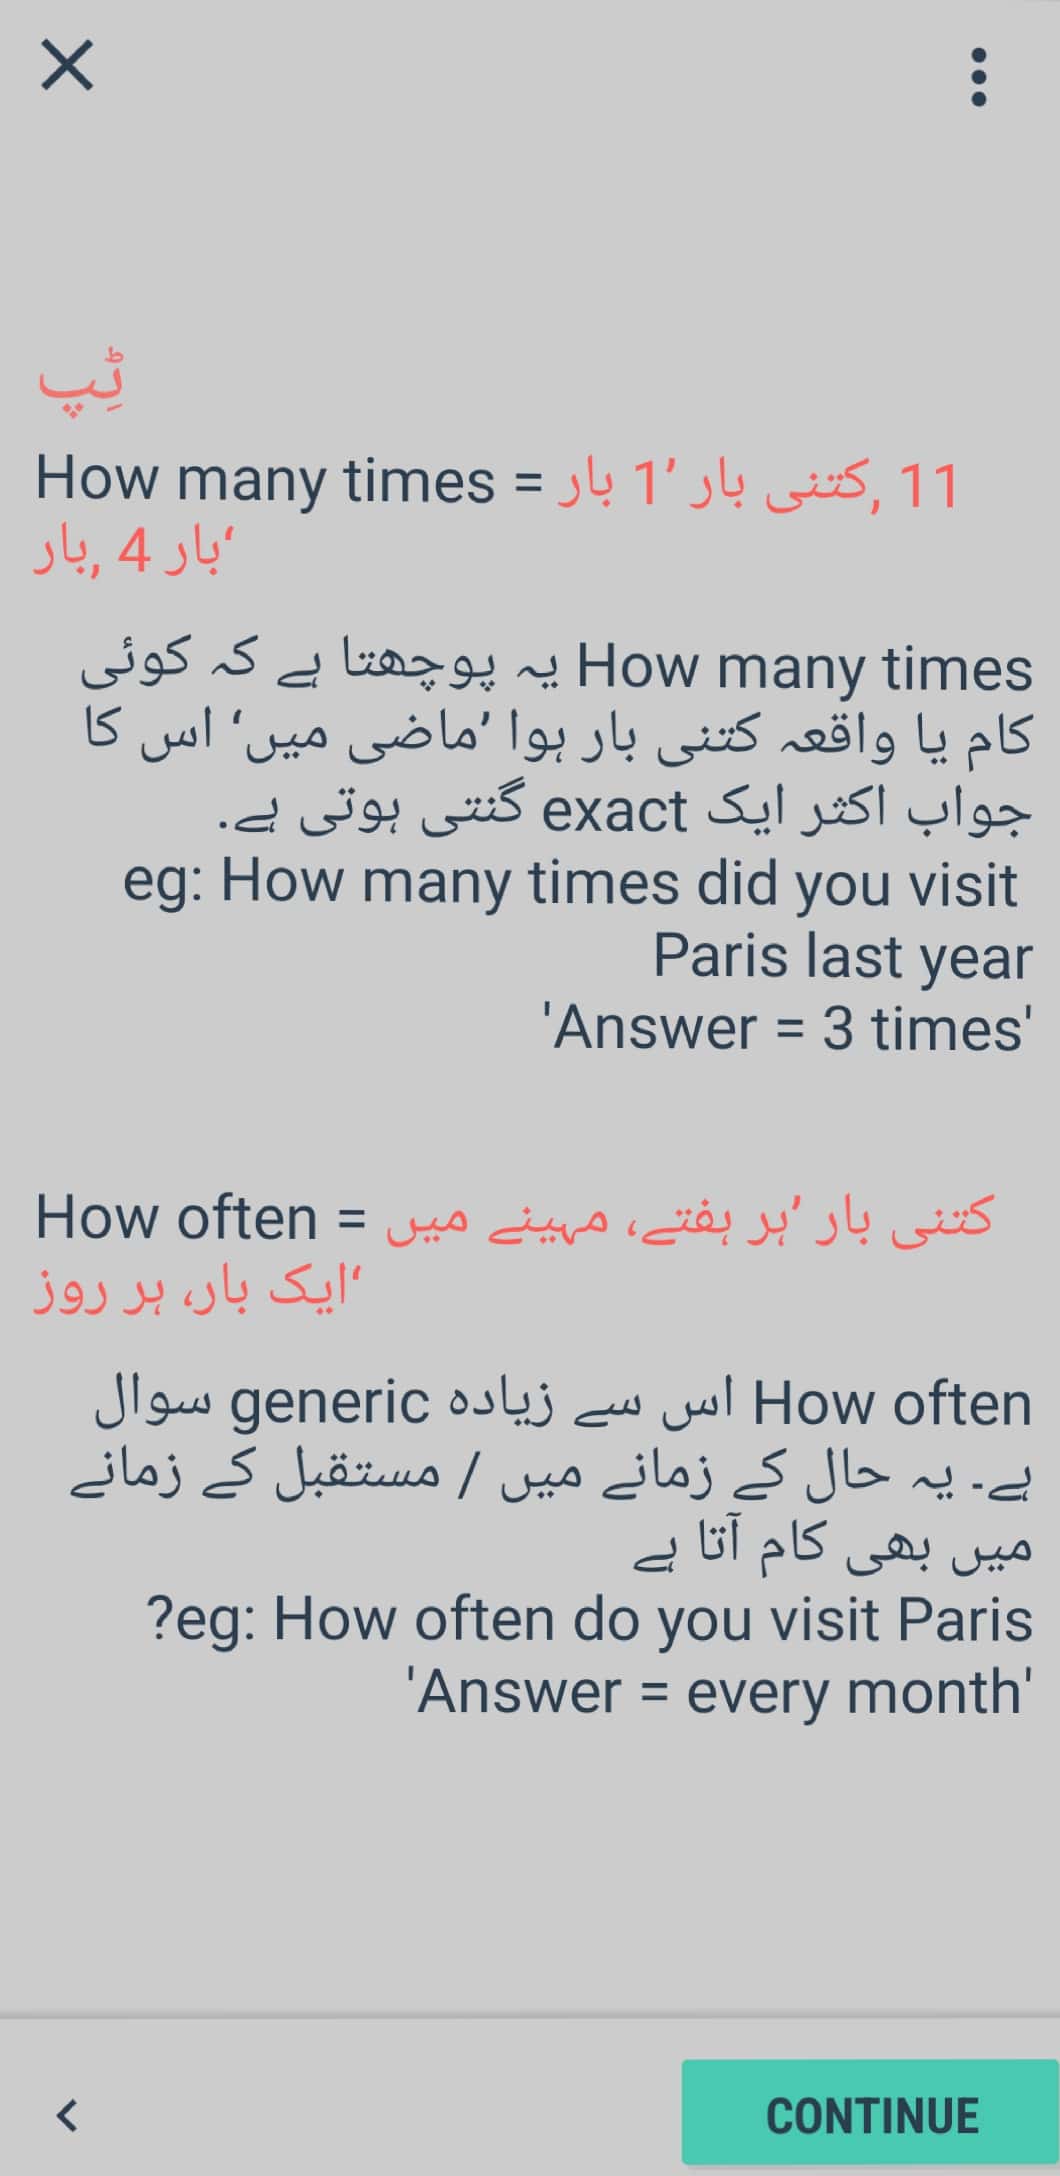 ٹِپ
How many times = کتنی بار ’1 بار, 11
بار, 4 بار‘
How many times یہ پوچھتا ہے کہ کوئی
کام یا واقعہ کتنی بار ہوا ’ماضی میں‘ اس کا
جواب اکثر ایک exact گنتی ہوتی ہے.
eg: How many times did you visit
Paris last year
'Answer = 3 times'
How often = کتنی بار ’ہر ہفتے، مہینے میں
ایک بار، ہر روز‘
How often اس سے زیادہ generic سوال
ہے۔ یہ حال کے زمانے میں / مستقبل کے زمانے
میں بھی کام آتا ہے
eg: How often do you visit Paris?
'Answer = every month'
CONTINUE